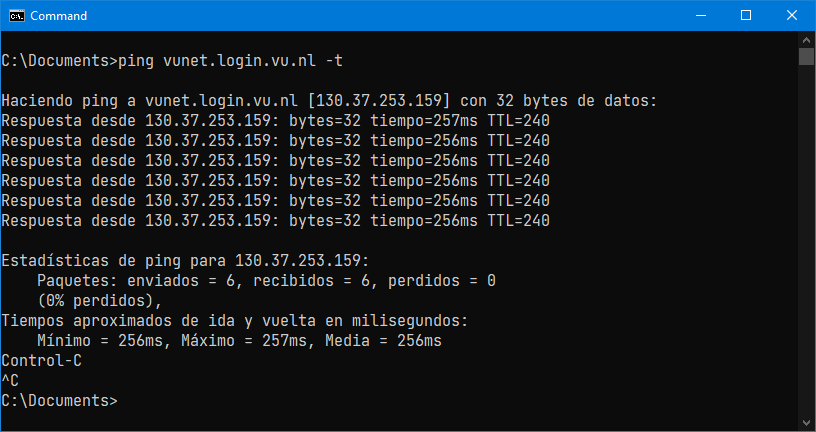 Command
C:\Documents>ping vunet.login.vu.nl -t
Haciendo ping a vunet.login.vu.nl [130.37.253.159] con 32 bytes de datos:
Respuesta desde 130.37.253.159: bytes=32 tiempo=257ms TTL=240
Respuesta desde 130.37.253.159: bytes=32 tiempo=256ms TTL=240
Respuesta desde 130.37.253.159: bytes=32 tiempo=256ms TTL=240
Respuesta desde 130.37.253.159: bytes=32 tiempo=256ms TTL=240
Respuesta desde 130.37.253.159: bytes=32 tiempo=256ms TTL=240
Respuesta desde 130.37.253.159: bytes=32 tiempo=256ms TTL=240
Estadísticas de ping para 130.37.253.159:
    Paquetes: enviados = 6, recibidos = 6, perdidos = 0
    (0% perdidos),
Tiempos aproximados de ida y vuelta en milisegundos:
    Mínimo = 256ms, Máximo = 257ms, Media = 256ms
Control-C
^C
C:\Documents>